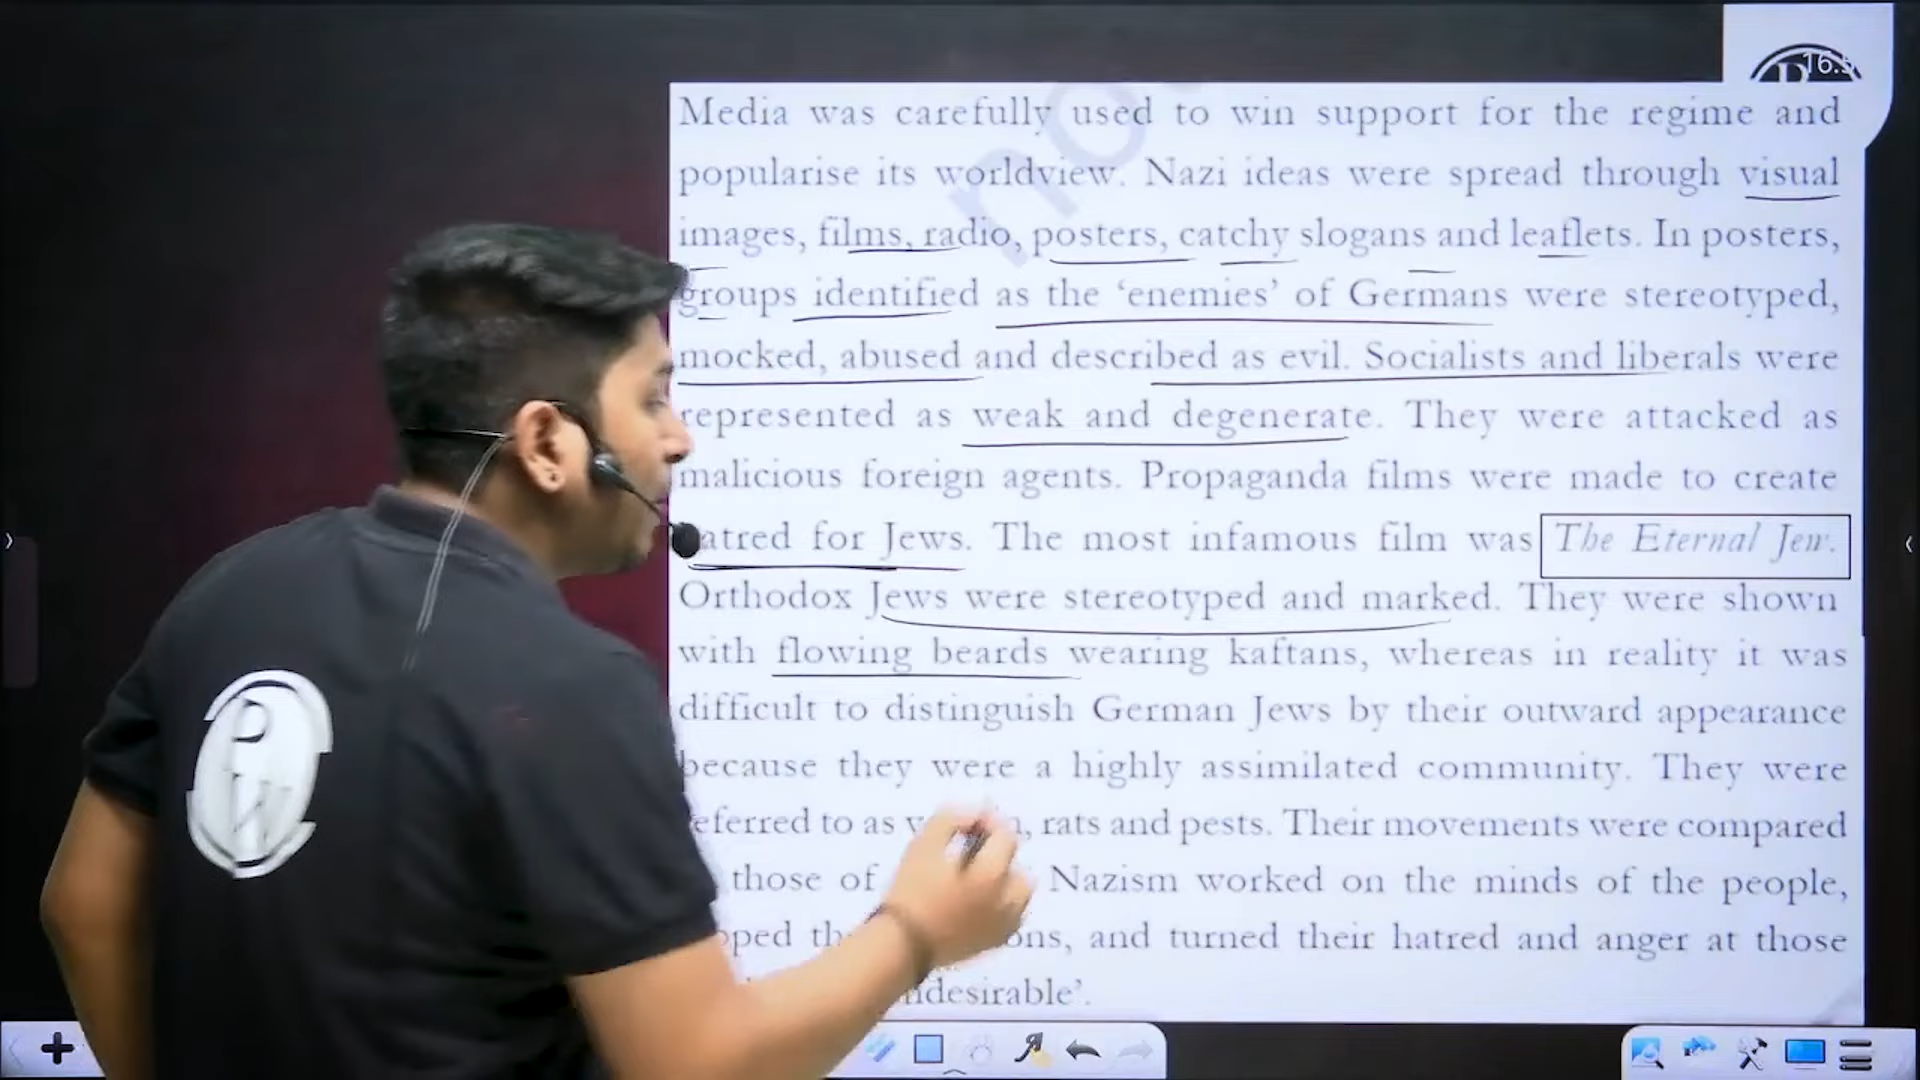 16.
Media was carefully used to win support for the regime and
popularise its worldview. Nazi ideas were spread through visual
images, films, radio, posters, catchy slogans and leaflets. In posters,
groups identified as the ‘enemies’ of Germans were stereotyped,
mocked, abused and described as evil. Socialists and liberals were
represented as weak and degenerate. They were attacked as
malicious foreign agents. Propaganda films were made to create
atred for Jews. The most infamous film was The Eternal Jew.
Orthodox Jews were stereotyped and marked. They were shown
with flowing beards wearing kaftans, whereas in reality it was
difficult to distinguish German Jews by their outward appearance
because they were a highly assimilated community. They were
eferred to as rats and pests. Their movements were compared
those of Nazism worked on the minds of the people,
and turned their hatred and anger at those
ndesirable’.
PW